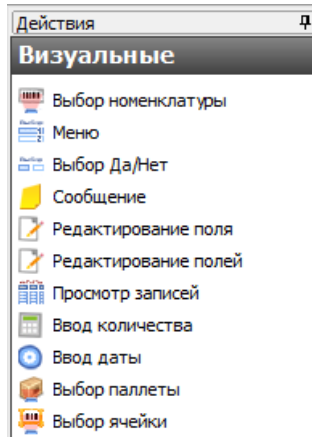 Действия
Визуальные
Выбор номенклатуры
Меню
Выбор Да/Нет
Сообщение
Редактирование поля
Редактирование полей
Просмотр записей
Ввод количества
Ввод даты
Выбор паллеты
Выбор ячейки